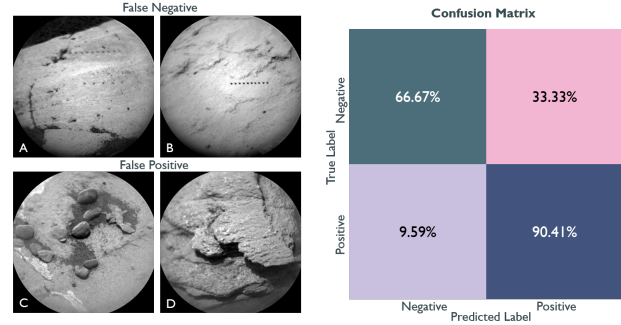 False Negative
A
B
False Positive
C
D
Confusion Matrix
True Label
Negative
Positive
66.67%
33.33%
9.59%
90.41%
Negative
Positive
Predicted Label